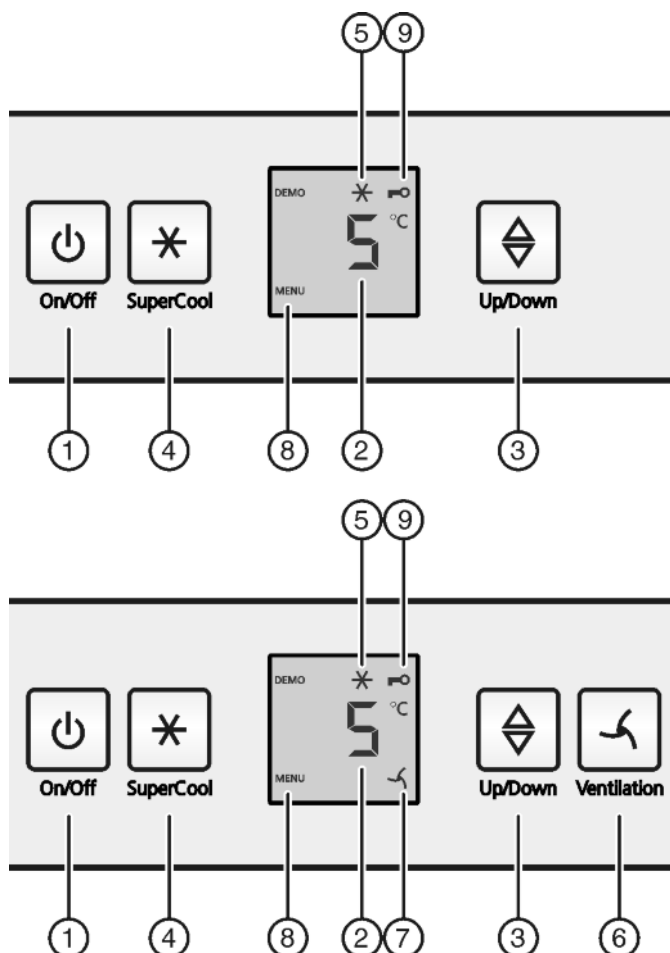 5 9
DEMO
5 °C
MENU
On/Off SuperCool Up/Down
1 4 8 2 3
5 9
DEMO
5 °C
MENU
On/Off SuperCool Up/Down Ventilation
1 4 8 2 7 3 6